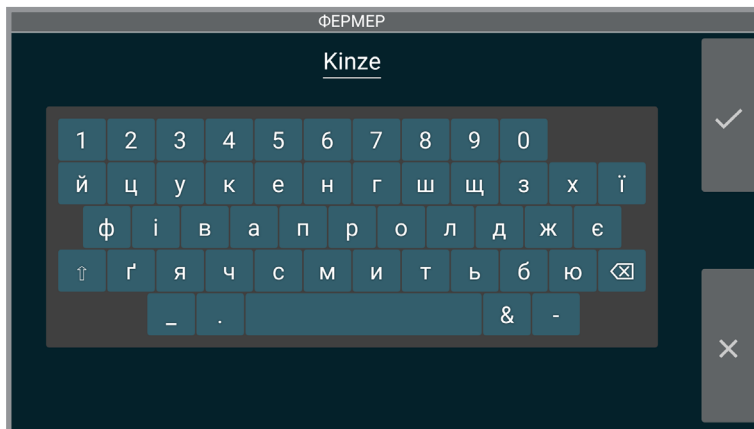 ФЕРМЕР
Kinze
1 2 3 4 5 6 7 8 9 0
й ц у к е н г ш щ з х ї
ф і в а п р о л д ж є
⇧ ґ я ч с м и т ь б ю ⌫
_ . & -